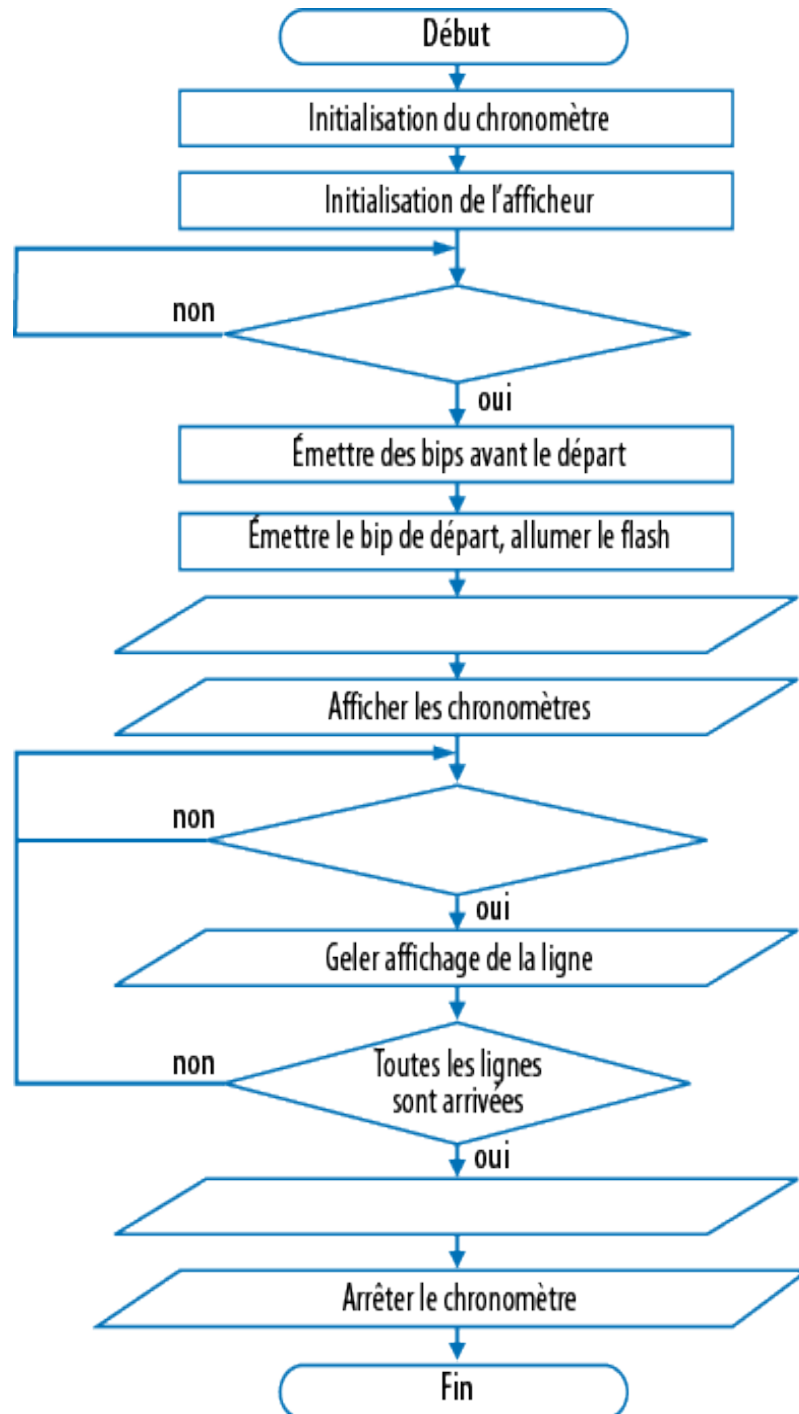 Début
Initialisation du chronomètre
Initialisation de l'afficheur
non
oui
Émettre des bips avant le départ
Émettre le bip de départ, allumer le flash
Afficher les chronomètres
non
oui
Geler affichage de la ligne
non
Toutes les lignes
sont arrivées
oui
Arrêter le chronomètre
Fin